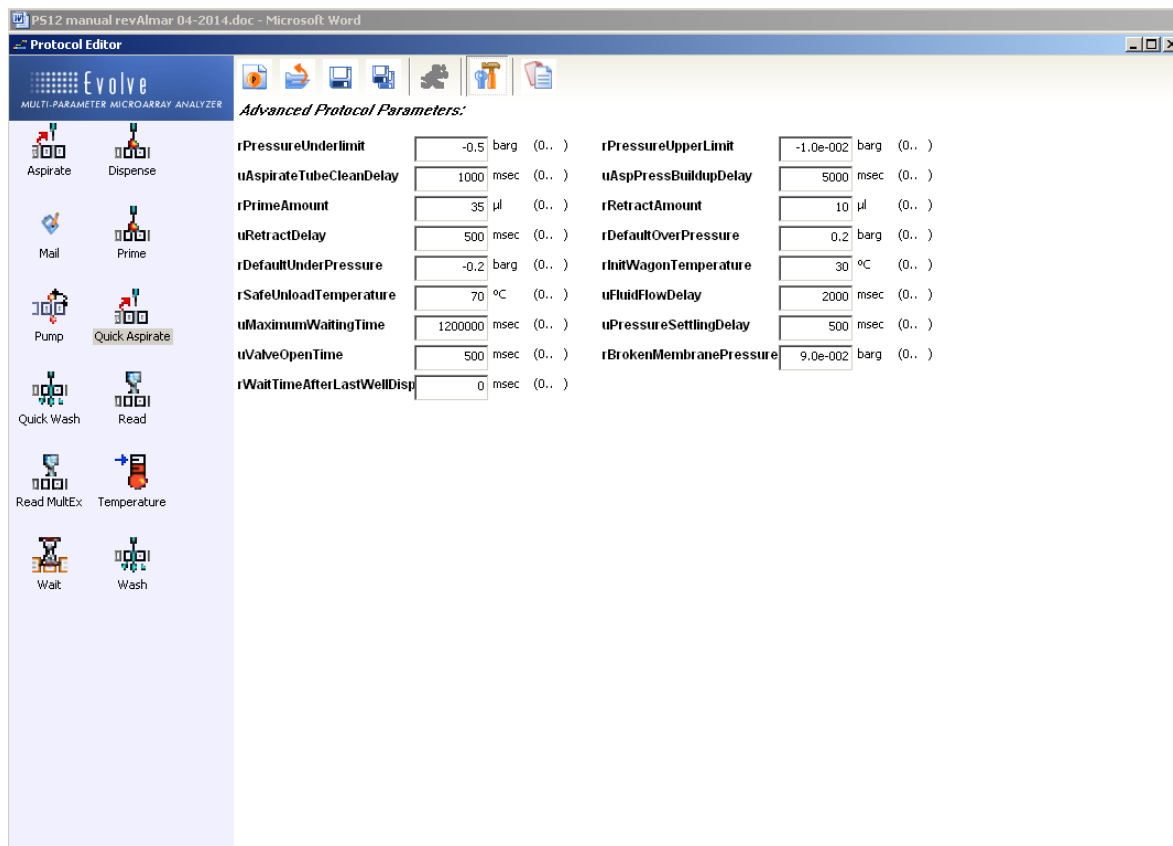 PS12 manual revAlmar 04-2014.doc - Microsoft Word
Protocol Editor
Evolve
MULTI-PARAMETER MICROARRAY ANALYZER
Advanced Protocol Parameters:
Aspirate Dispense
Mail Prime
Pump Quick Aspirate
Quick Wash Read
Read MultEx Temperature
Wait Wash
rPressureUnderlimit -0.5 barg (0.. ) rPressureUpperLimit -1.0e-002 barg (0.. )
uAspirateTubeCleanDelay 1000 msec (0.. ) uAspPressBuildupDelay 5000 msec (0.. )
rPrimeAmount 35 µl (0.. ) rRetractAmount 10 µl (0.. )
uRetractDelay 500 msec (0.. ) rDefaultOverPressure 0.2 barg (0.. )
rDefaultUnderPressure -0.2 barg (0.. ) rInitWagonTemperature 30 ºC (0.. )
rSafeUnloadTemperature 70 ºC (0.. ) uFluidFlowDelay 2000 msec (0.. )
uMaximumWaitingTime 1200000 msec (0.. ) uPressureSettlingDelay 500 msec (0.. )
uValveOpenTime 500 msec (0.. ) rBrokenMembranePressure 9.0e-002 barg (0.. )
rWaitTimeAfterLastWellDisp 0 msec (0.. )